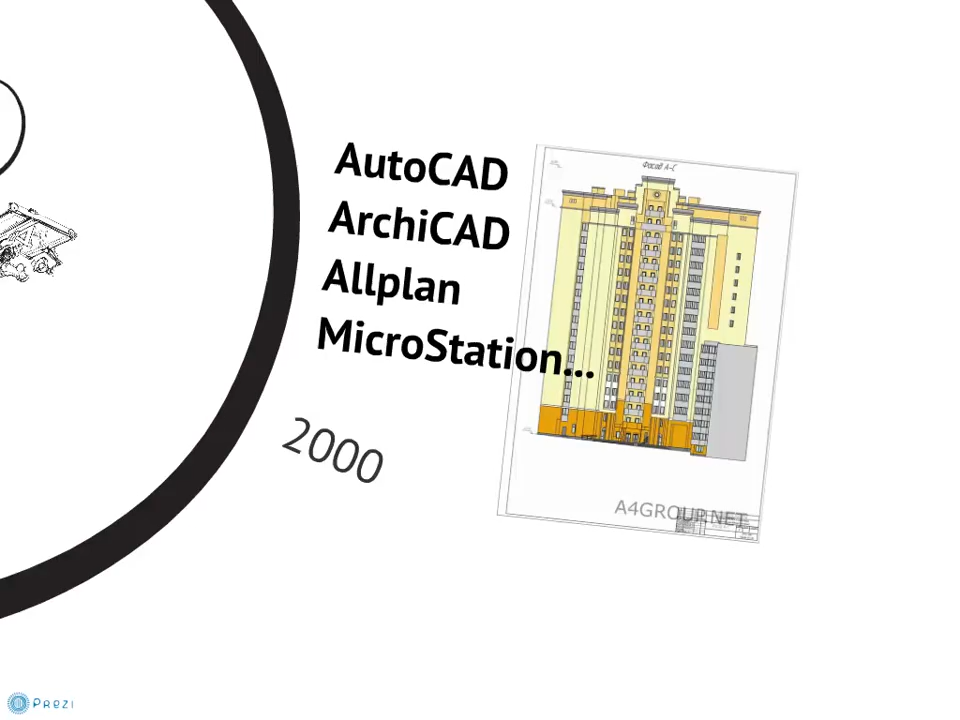 AutoCAD
ArchiCAD
Allplan
MicroStation...
2000
Фасад А-С
A4GROUP.NET
Prezi